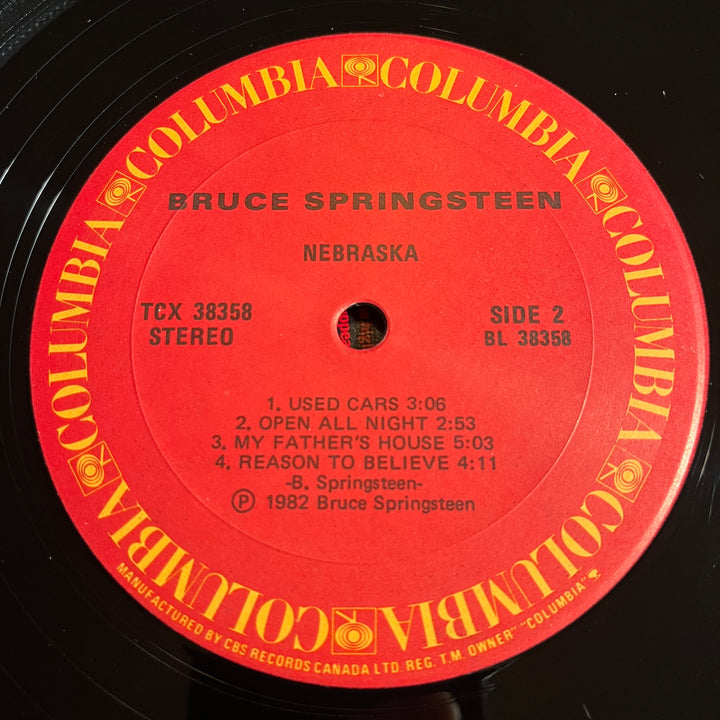 COLUMBIA COLUMBIA COLUMBIA COLUMBIA COLUMBIA COLUMBIA COLUMBIA COLUMBIA
BRUCE SPRINGSTEEN
NEBRASKA
TCX 38358
STEREO
SIDE 2
BL 38358
1. USED CARS 3:06
2. OPEN ALL NIGHT 2:53
3. MY FATHER'S HOUSE 5:03
4. REASON TO BELIEVE 4:11
-B. Springsteen-
Ⓟ 1982 Bruce Springsteen
MANUFACTURED BY CBS RECORDS CANADA LTD. REG. T.M. OWNER" "COLUMBIA",